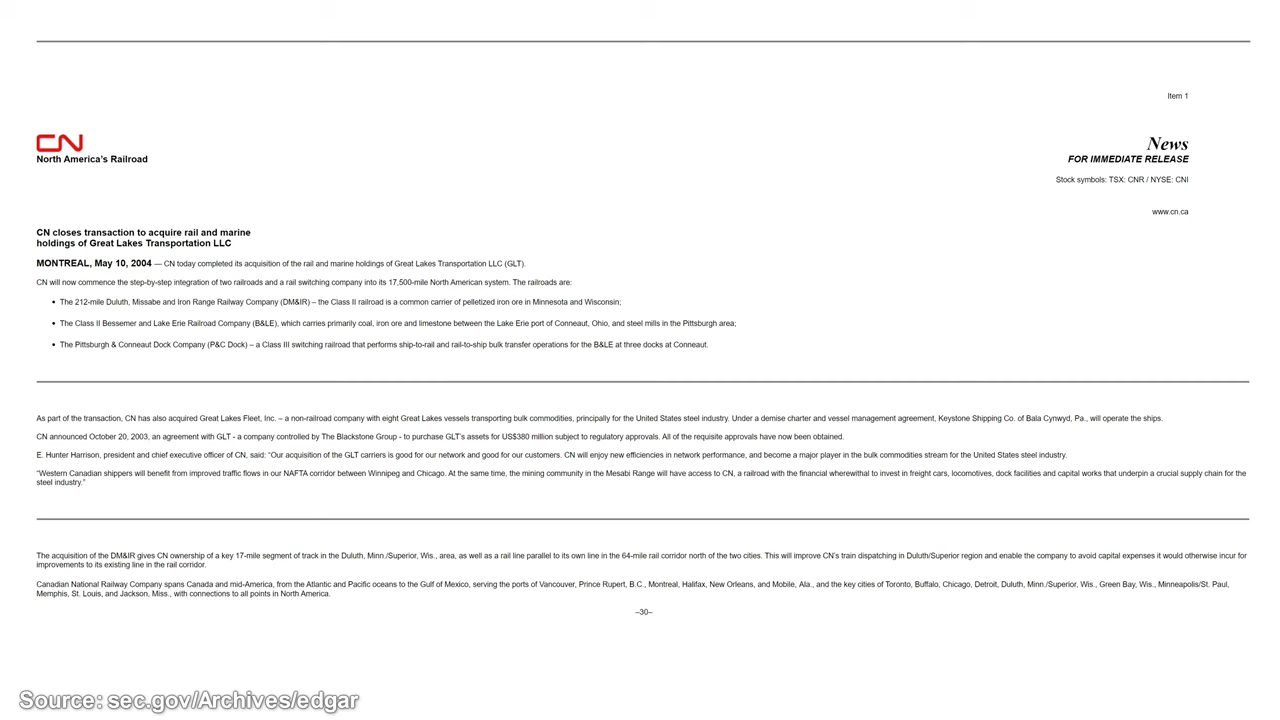 Item 1
CN
North America's Railroad
News
FOR IMMEDIATE RELEASE
Stock symbols: TSX: CNR / NYSE: CNI
www.cn.ca
CN closes transaction to acquire rail and marine
holdings of Great Lakes Transportation LLC
MONTREAL, May 10, 2004 — CN today completed its acquisition of the rail and marine holdings of Great Lakes Transportation LLC (GLT).
CN will now commence the step-by-step integration of two railroads and a rail switching company into its 17,500-mile North American system. The railroads are:
• The 212-mile Duluth, Missabe and Iron Range Railway Company (DM&IR) – the Class II railroad is a common carrier of pelletized iron ore in Minnesota and Wisconsin;
• The Class II Bessemer and Lake Erie Railroad Company (B&LE), which carries primarily coal, iron ore and limestone between the Lake Erie port of Conneaut, Ohio, and steel mills in the Pittsburgh area;
• The Pittsburgh & Conneaut Dock Company (P&C Dock) – a Class III switching railroad that performs ship-to-rail and rail-to-ship bulk transfer operations for the B&LE at three docks at Conneaut.
As part of the transaction, CN has also acquired Great Lakes Fleet, Inc. – a non-railroad company with eight Great Lakes vessels transporting bulk commodities, principally for the United States steel industry. Under a demise charter and vessel management agreement, Keystone Shipping Co. of Bala Cynwyd, Pa., will operate the ships.
CN announced October 20, 2003, an agreement with GLT - a company controlled by The Blackstone Group - to purchase GLT's assets for US$380 million subject to regulatory approvals. All of the requisite approvals have now been obtained.
E. Hunter Harrison, president and chief executive officer of CN, said: “Our acquisition of the GLT carriers is good for our network and good for our customers. CN will enjoy new efficiencies in network performance, and become a major player in the bulk commodities stream for the United States steel industry.
“Western Canadian shippers will benefit from improved traffic flows in our NAFTA corridor between Winnipeg and Chicago. At the same time, the mining community in the Mesabi Range will have access to CN, a railroad with the financial wherewithal to invest in freight cars, locomotives, dock facilities and capital works that underpin a crucial supply chain for the
steel industry.”
The acquisition of the DM&IR gives CN ownership of a key 17-mile segment of track in the Duluth, Minn./Superior, Wis., area, as well as a rail line parallel to its own line in the 64-mile rail corridor north of the two cities. This will improve CN's train dispatching in Duluth/Superior region and enable the company to avoid capital expenses it would otherwise incur for
improvements to its existing line in the rail corridor.
Canadian National Railway Company spans Canada and mid-America, from the Atlantic and Pacific oceans to the Gulf of Mexico, serving the ports of Vancouver, Prince Rupert, B.C., Montreal, Halifax, New Orleans, and Mobile, Ala., and the key cities of Toronto, Buffalo, Chicago, Detroit, Duluth, Minn./Superior, Wis., Green Bay, Wis., Minneapolis/St. Paul,
Memphis, St. Louis, and Jackson, Miss., with connections to all points in North America.
–30–
Source: sec.gov/Archives/edgar